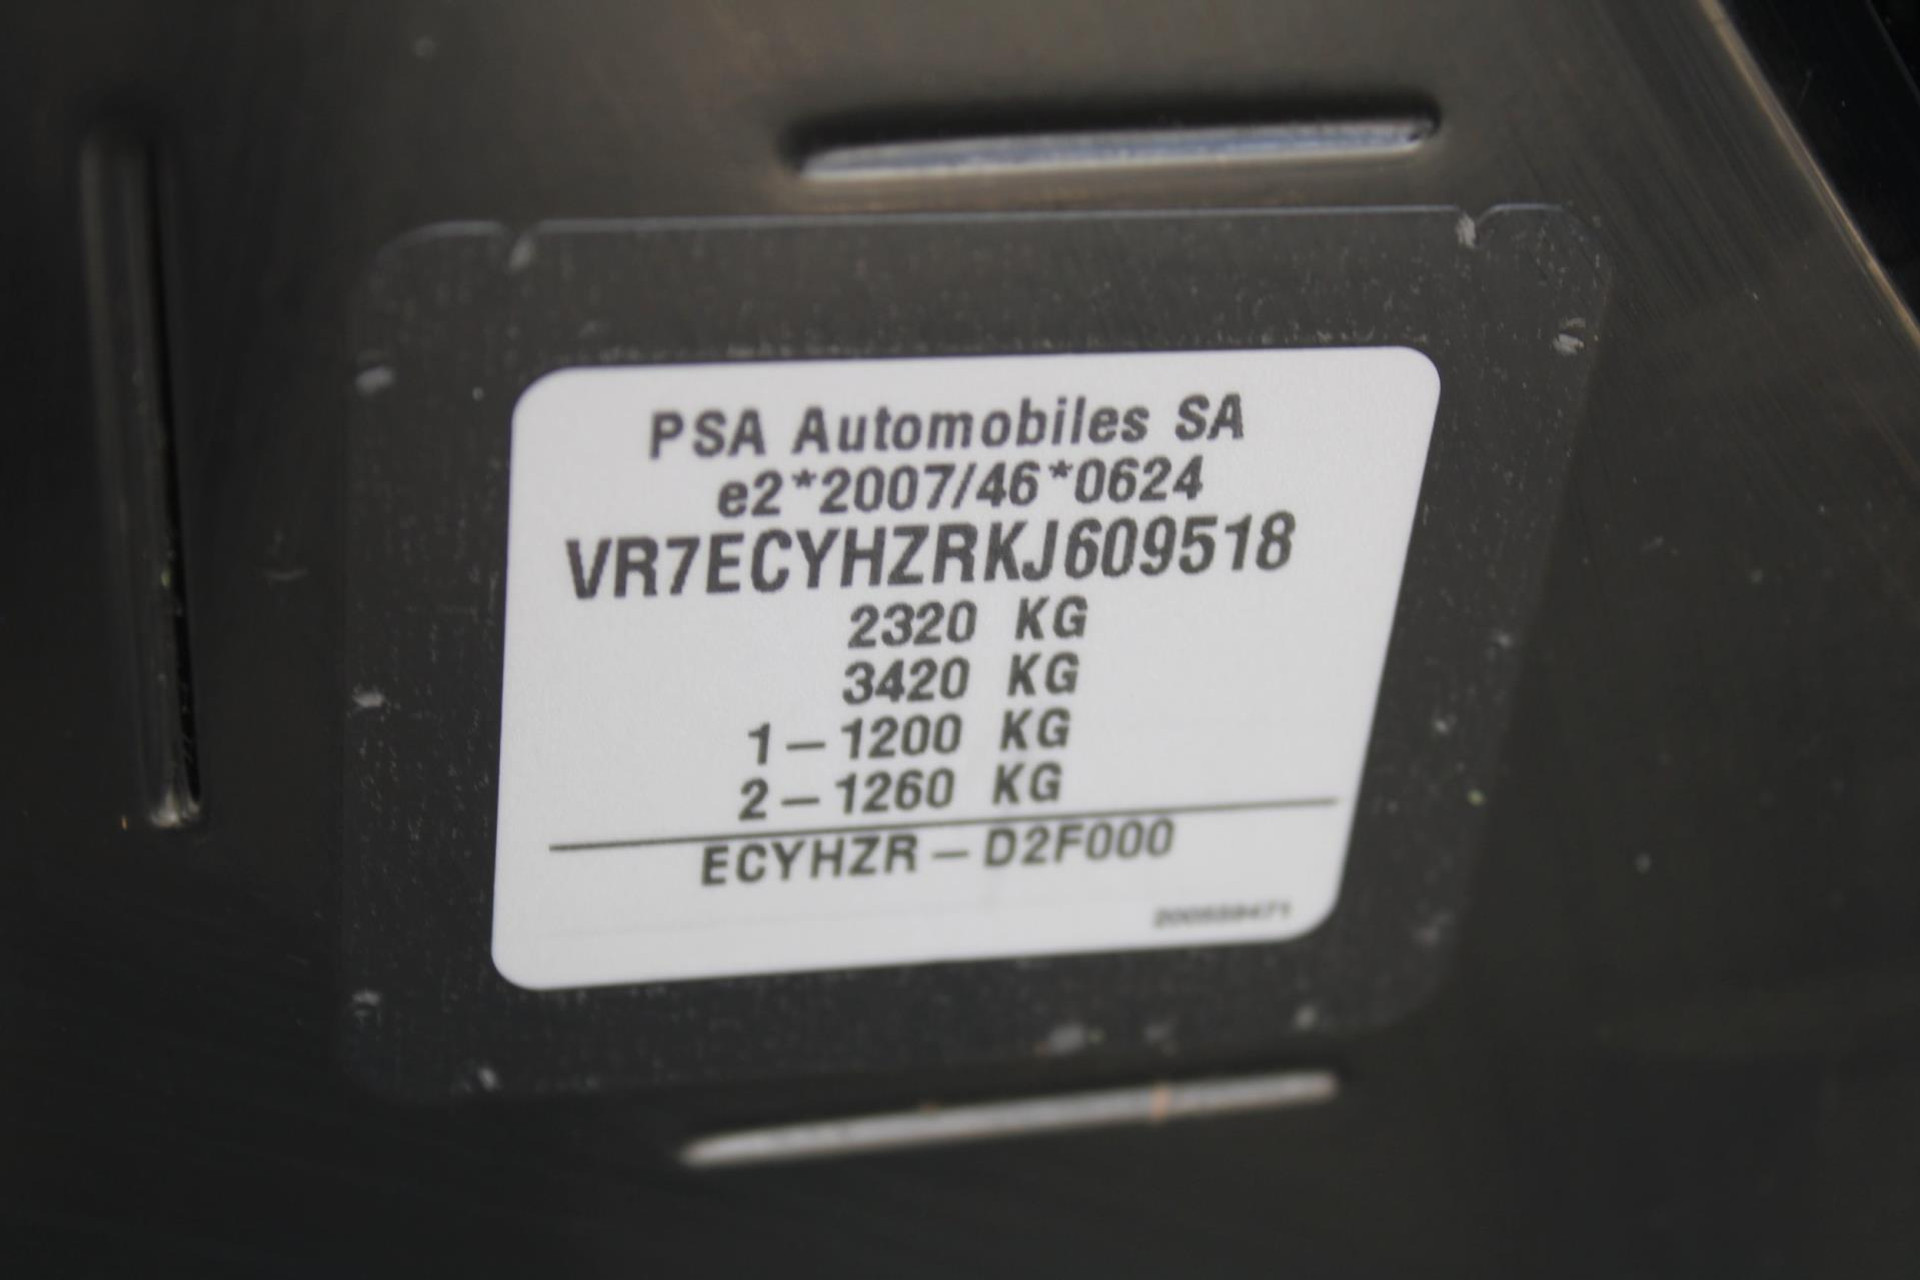 PSA Automobiles SA
e2*2007/46*0624
VR7ECYHZRKJ609518
2320 KG
3420 KG
1–1200 KG
2–1260 KG
ECYHZR–D2F000